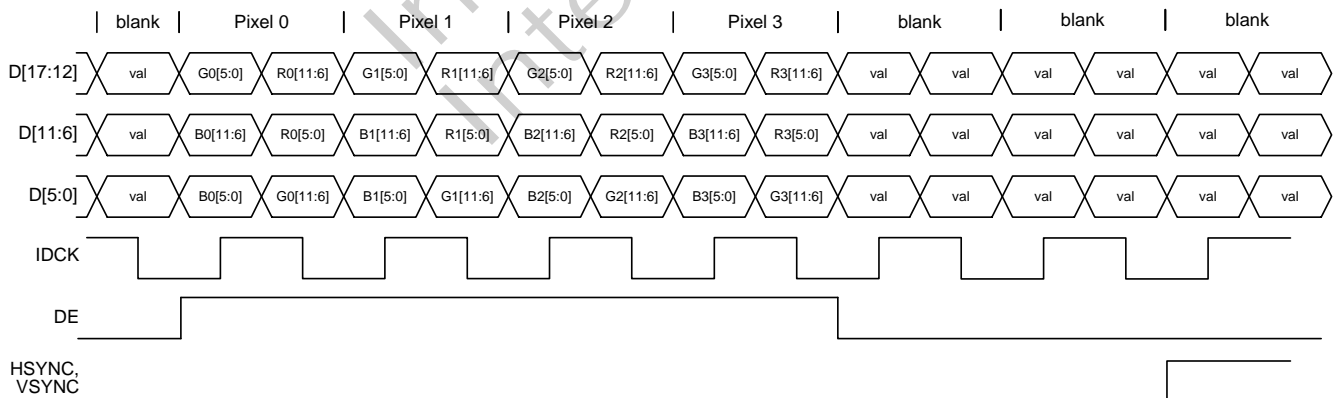 blank Pixel 0 Pixel 1 Pixel 2 Pixel 3 blank blank blank
D[17:12] val G0[5:0] R0[11:6] G1[5:0] R1[11:6] G2[5:0] R2[11:6] G3[5:0] R3[11:6] val val val val val val
D[11:6] val B0[11:6] R0[5:0] B1[11:6] R1[5:0] B2[11:6] R2[5:0] B3[11:6] R3[5:0] val val val val val val
D[5:0] val B0[5:0] G0[11:6] B1[5:0] G1[11:6] B2[5:0] G2[11:6] B3[5:0] G3[11:6] val val val val val val
IDCK
DE
HSYNC,
VSYNC